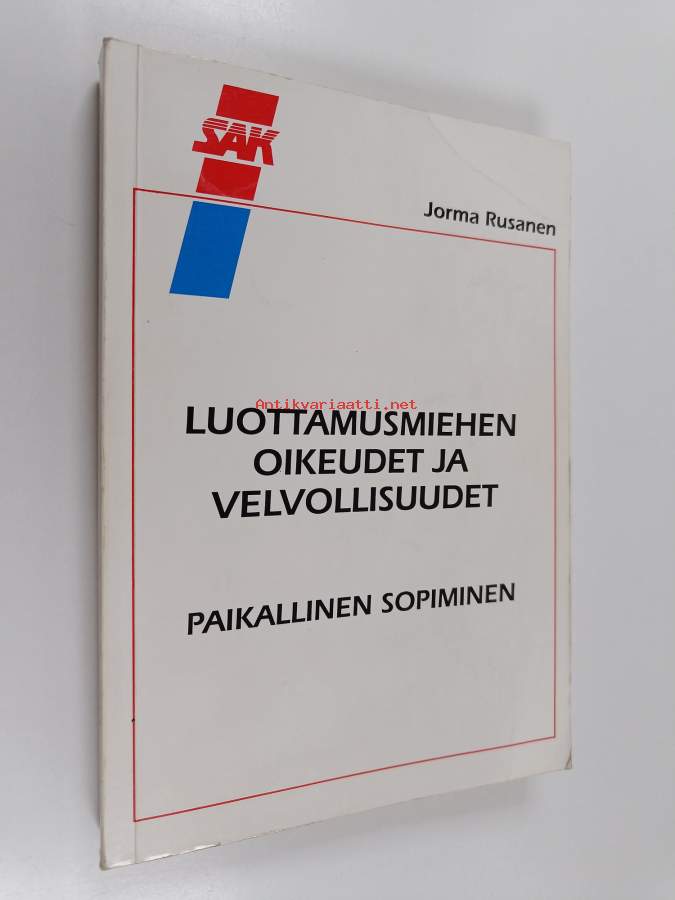 SAK
Jorma Rusanen
Antikvariaatti.net
LUOTTAMUSMIEHEN
OIKEUDET JA
VELVOLLISUUDET
PAIKALLINEN SOPIMINEN